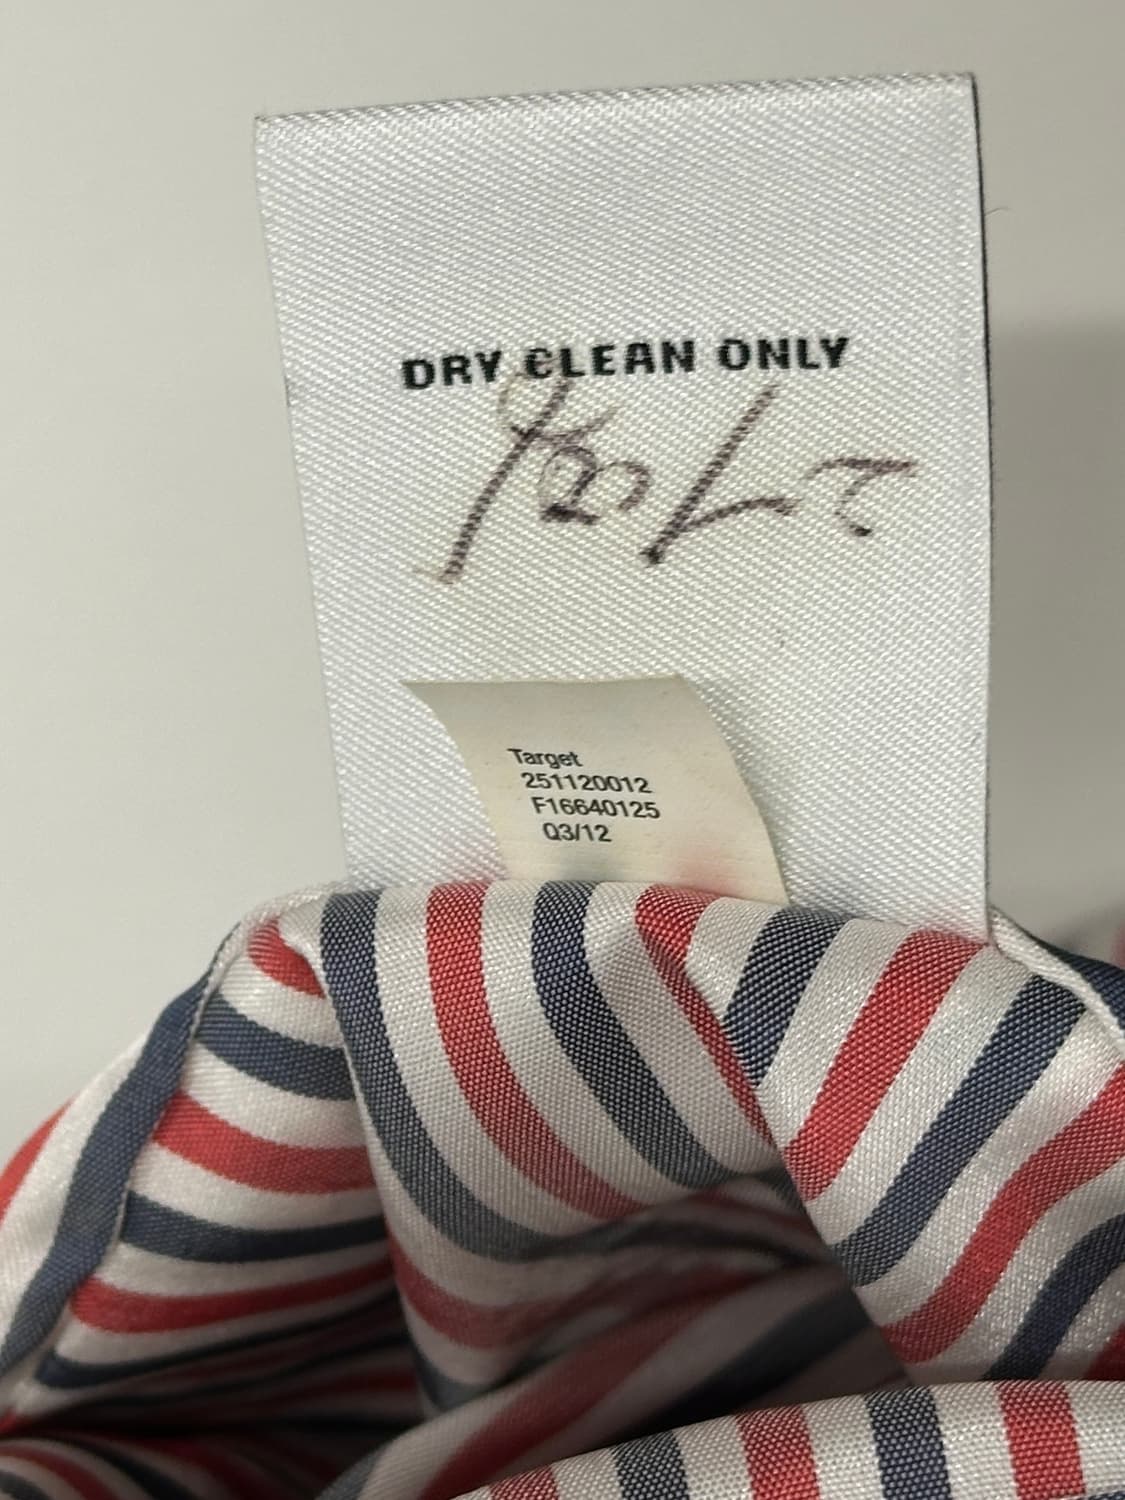 DRY CLEAN ONLY
Target
251120012
F16640125
Q3/12